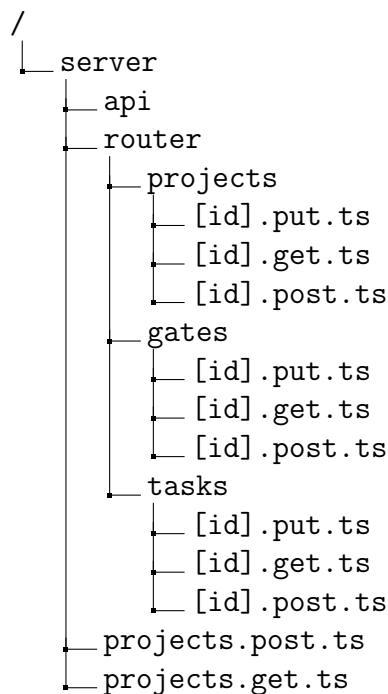 /
server
api
router
projects
[id].put.ts
[id].get.ts
[id].post.ts
gates
[id].put.ts
[id].get.ts
[id].post.ts
tasks
[id].put.ts
[id].get.ts
[id].post.ts
projects.post.ts
projects.get.ts